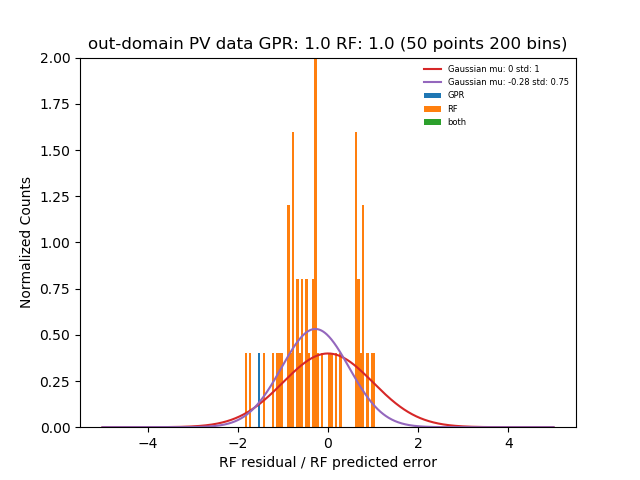 out-domain PV data GPR: 1.0 RF: 1.0 (50 points 200 bins)
Gaussian mu: 0 std: 1
Gaussian mu: -0.28 std: 0.75
GPR
RF
both
Normalized Counts
2.00
1.75
1.50
1.25
1.00
0.75
0.50
0.25
0.00
−4 −2 0 2 4
RF residual / RF predicted error